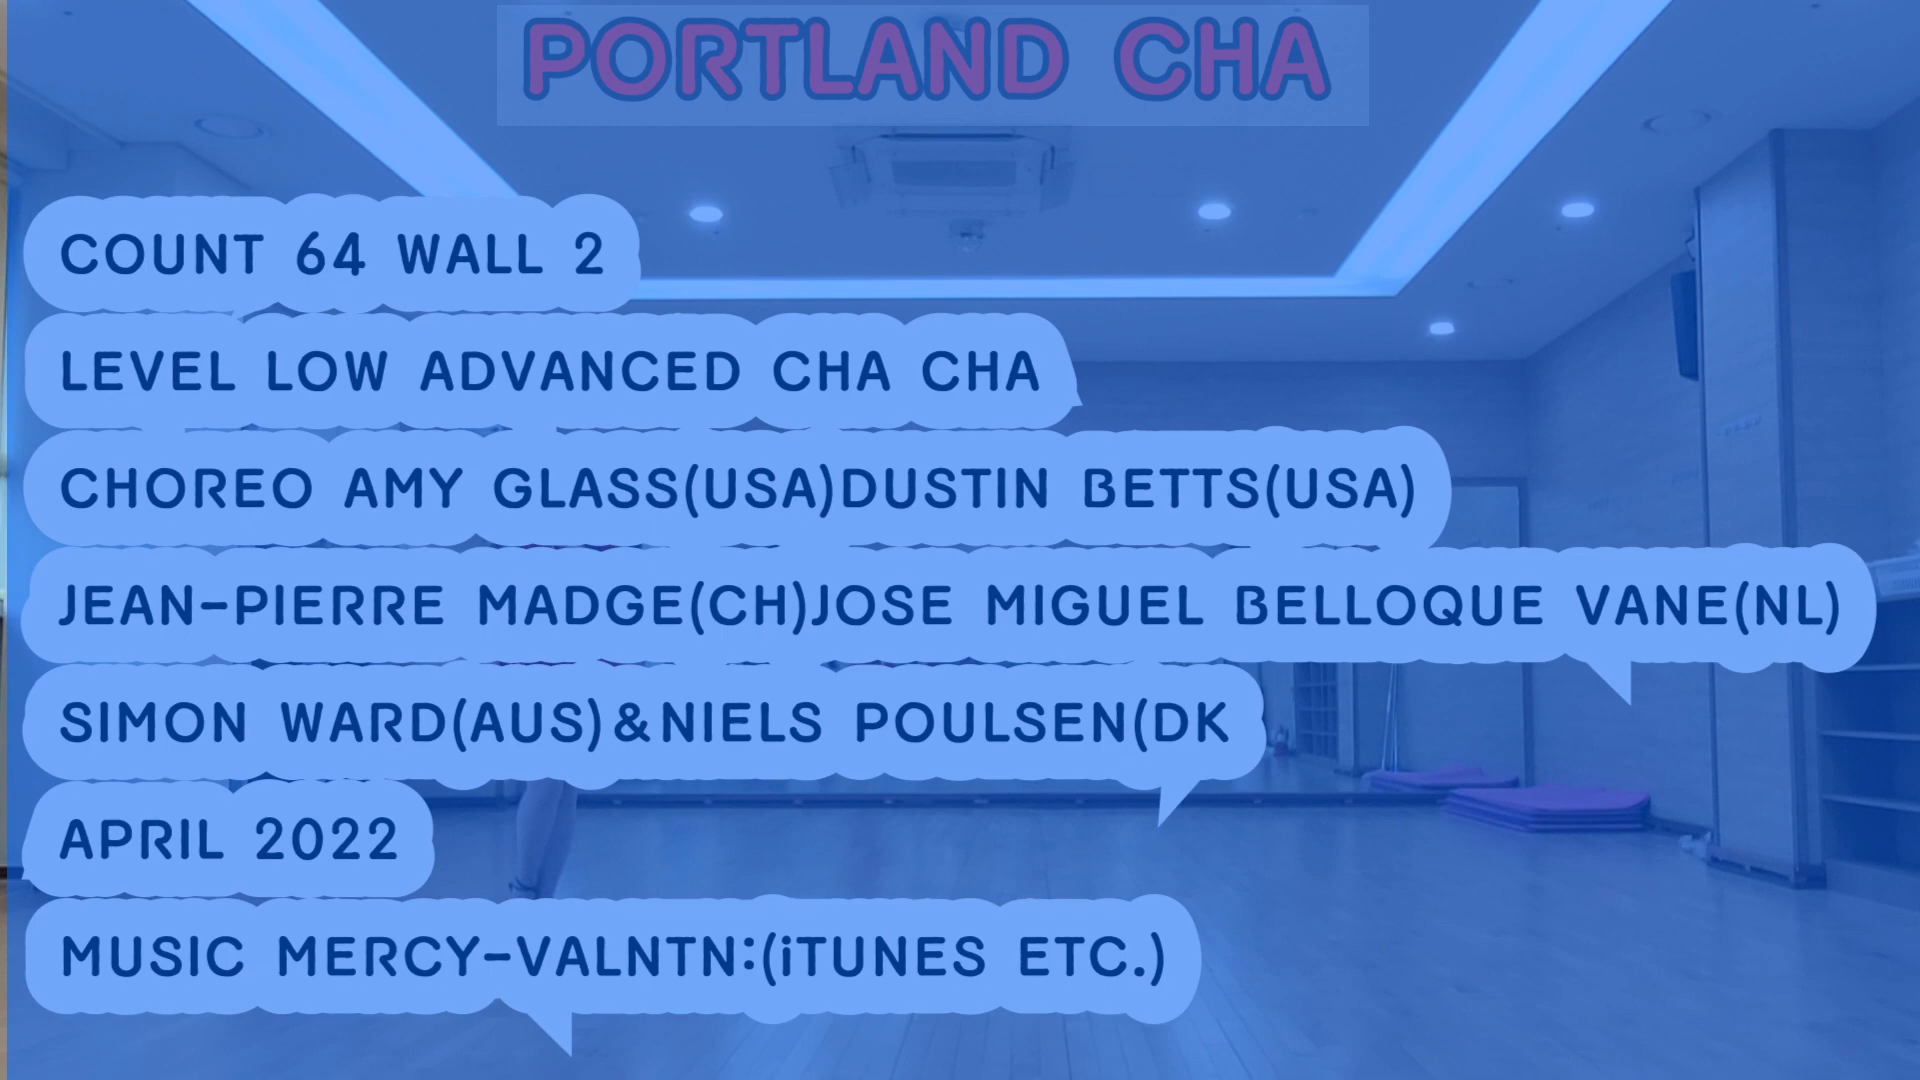 PORTLAND CHA
COUNT 64 WALL 2
LEVEL LOW ADVANCED CHA CHA
CHOREO AMY GLASS(USA)DUSTIN BETTS(USA)
JEAN-PIERRE MADGE(CH)JOSE MIGUEL BELLOQUE VANE(NL)
SIMON WARD(AUS)&NIELS POULSEN(DK
APRIL 2022
MUSIC MERCY-VALNTN:(iTUNES ETC.)